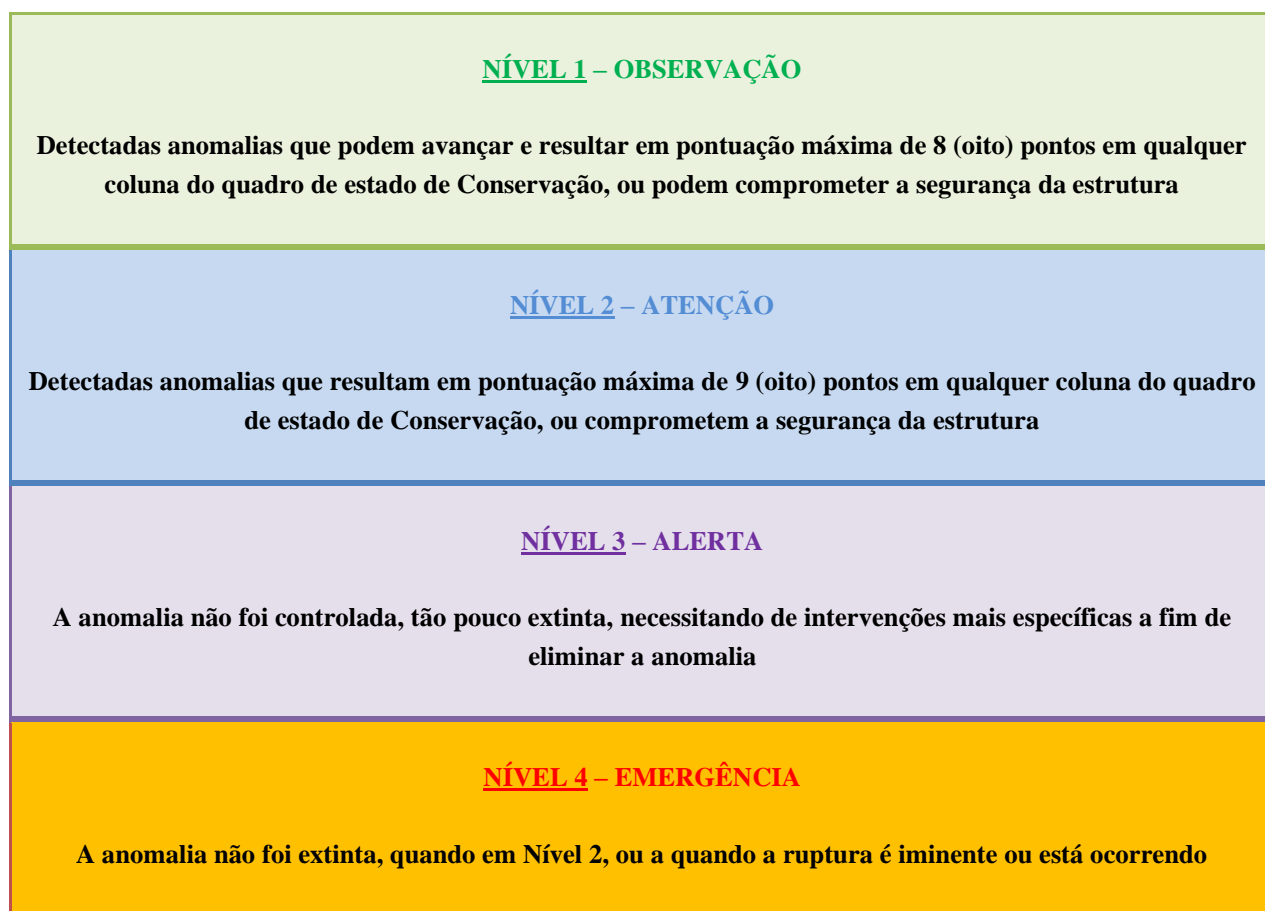 NÍVEL 1 – OBSERVAÇÃO
Detectadas anomalias que podem avançar e resultar em pontuação máxima de 8 (oito) pontos em qualquer
coluna do quadro de estado de Conservação, ou podem comprometer a segurança da estrutura
NÍVEL 2 – ATENÇÃO
Detectadas anomalias que resultam em pontuação máxima de 9 (oito) pontos em qualquer coluna do quadro
de estado de Conservação, ou comprometem a segurança da estrutura
NÍVEL 3 – ALERTA
A anomalia não foi controlada, tão pouco extinta, necessitando de intervenções mais específicas a fim de
eliminar a anomalia
NÍVEL 4 – EMERGÊNCIA
A anomalia não foi extinta, quando em Nível 2, ou a quando a ruptura é iminente ou está ocorrendo